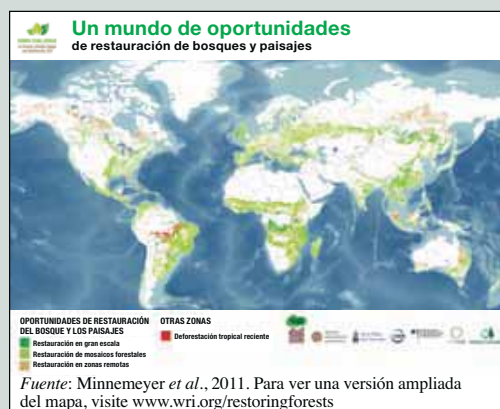 Un mundo de oportunidades
de restauración de bosques y paisajes
OPORTUNIDADES DE RESTAURACIÓN
DEL BOSQUE Y LOS PAISAJES
Restauración en gran escala
Restauración de mosaicos forestales
Restauración en zonas remotas
OTRAS ZONAS
Deforestación tropical reciente
Fuente: Minnemeyer et al., 2011. Para ver una versión ampliada
del mapa, visite www.wri.org/restoringforests